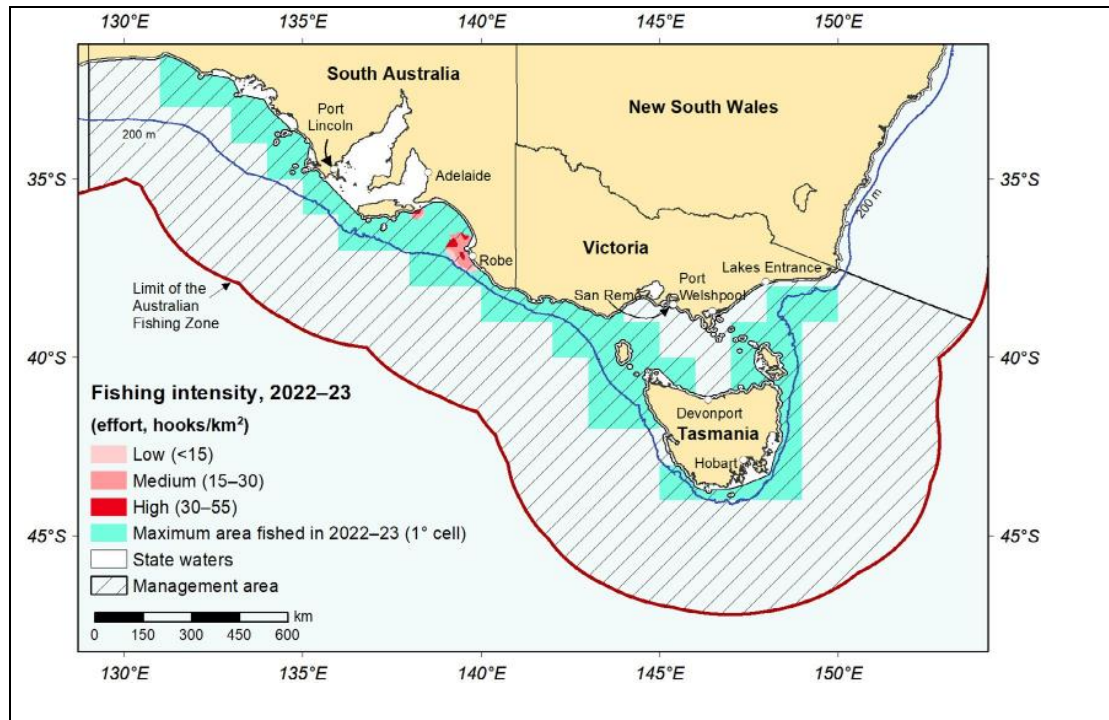 130°E 135°E 140°E 145°E 150°E
South Australia
Port
Lincoln
New South Wales
200 m
35°S
Adelaide
35°S
200 m
Victoria
Robe
Lakes Entrance
Port
Welshpool
San Remo
Limit of the
Australian
Fishing Zone
40°S
40°S
Fishing intensity, 2022–23
(effort, hooks/km²)
Low (<15)
Medium (15–30)
High (30–55)
Maximum area fished in 2022–23 (1° cell)
State waters
Management area
km
0 150 300 450 600
Devonport
Tasmania
Hobart
45°S
45°S
130°E 135°E 140°E 145°E 150°E